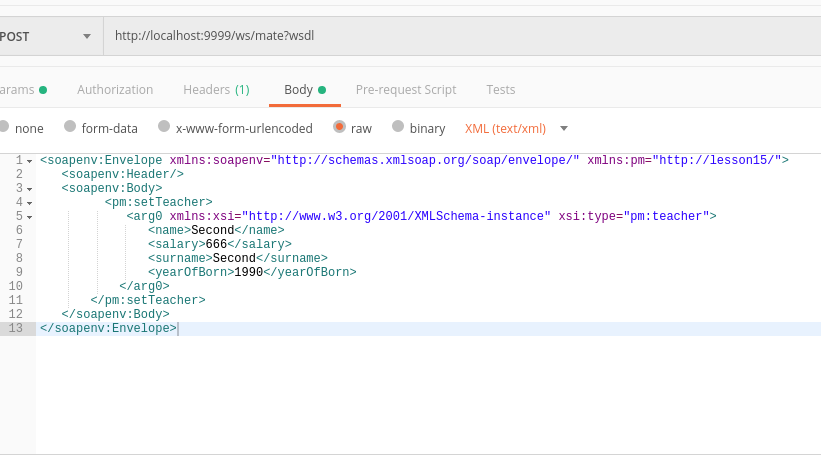 POST http://localhost:9999/ws/mate?wsdl
arams Authorization Headers (1) Body Pre-request Script Tests
none form-data x-www-form-urlencoded raw binary XML (text/xml)
1 <soapenv:Envelope xmlns:soapenv="http://schemas.xmlsoap.org/soap/envelope/" xmlns:pm="http://lesson15/">
2 <soapenv:Header/>
3 <soapenv:Body>
4 <pm:setTeacher>
5 <arg0 xmlns:xsi="http://www.w3.org/2001/XMLSchema-instance" xsi:type="pm:teacher">
6 <name>Second</name>
7 <salary>666</salary>
8 <surname>Second</surname>
9 <yearOfBorn>1990</yearOfBorn>
10 </arg0>
11 </pm:setTeacher>
12 </soapenv:Body>
13 </soapenv:Envelope>